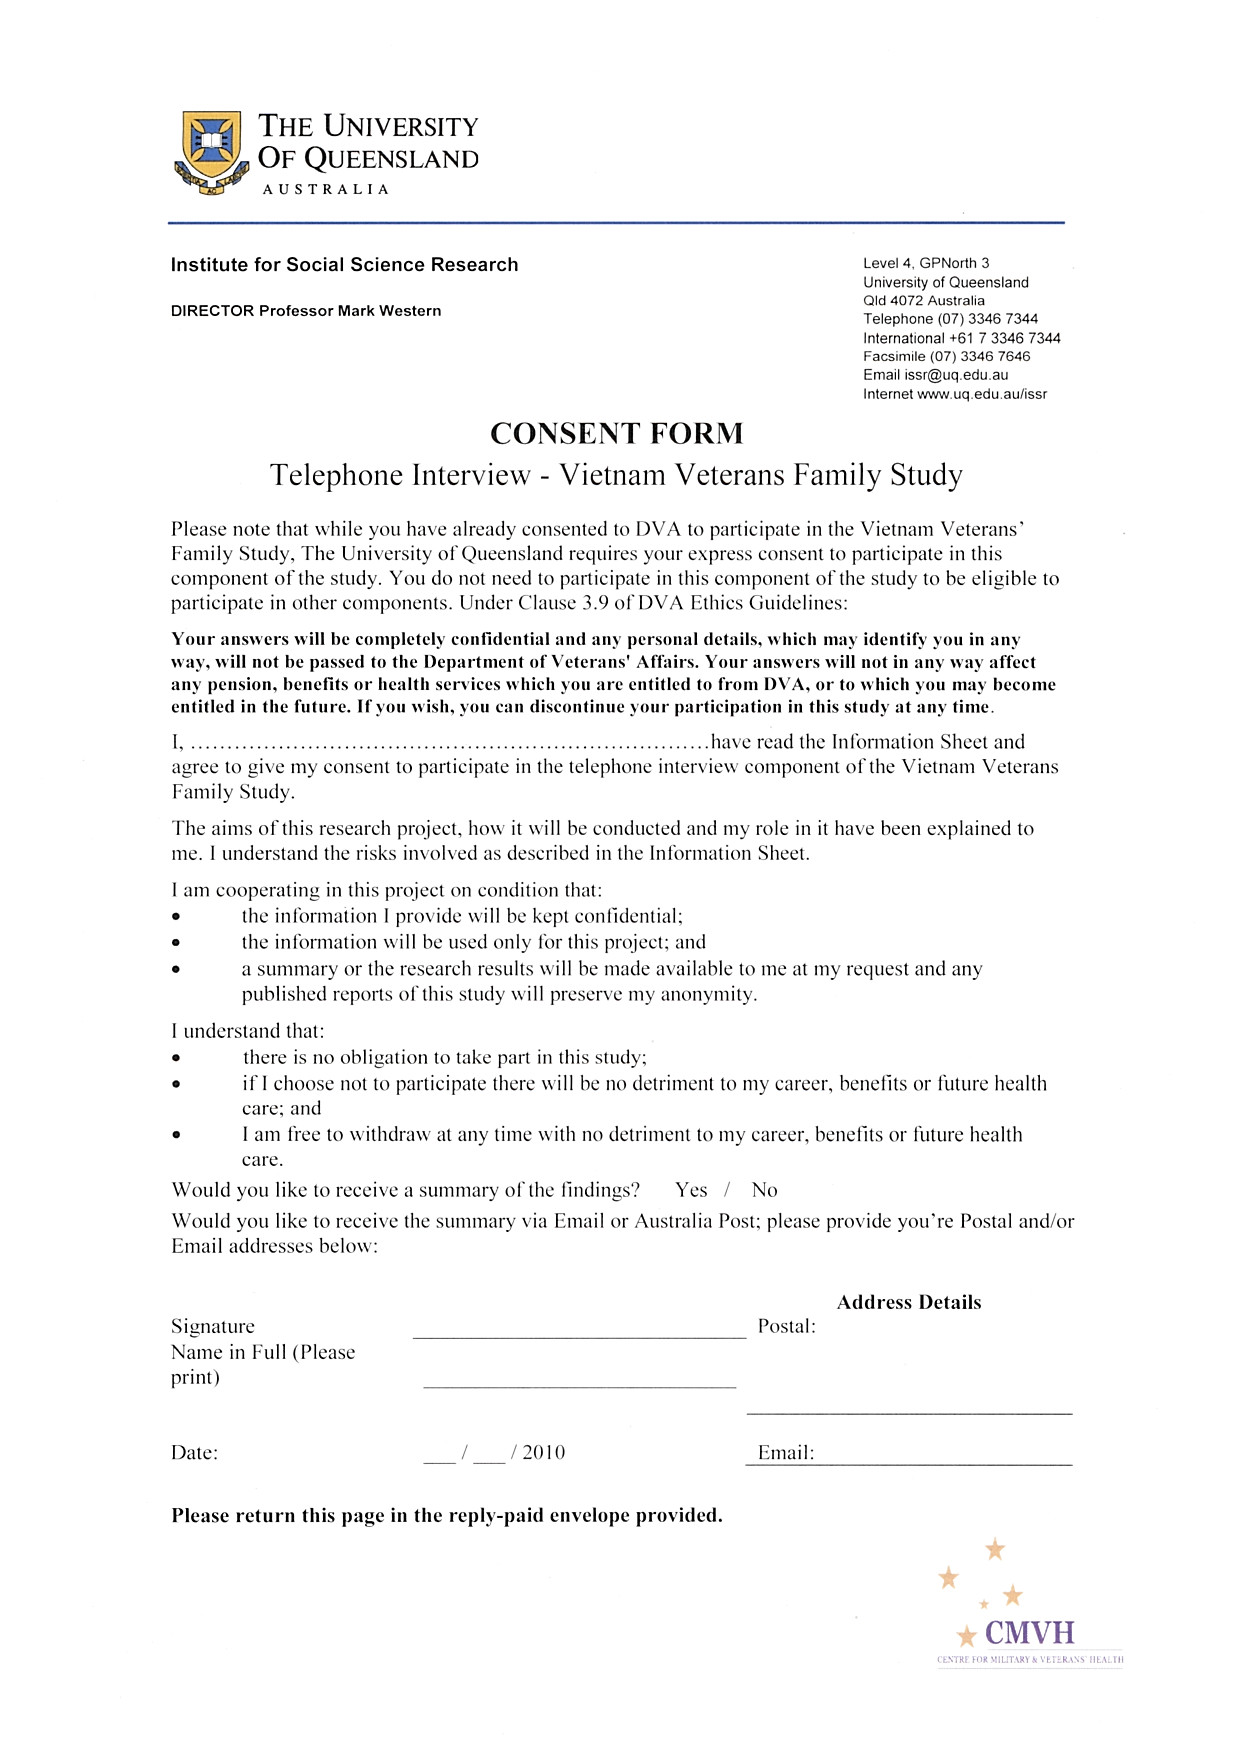 THE UNIVERSITY
OF QUEENSLAND
AUSTRALIA
Institute for Social Science Research
DIRECTOR Professor Mark Western
Level 4, GPNorth 3
University of Queensland
Qld 4072 Australia
Telephone (07) 3346 7344
International +61 7 3346 7344
Facsimile (07) 3346 7646
Email issr@uq.edu.au
Internet www.uq.edu.au/issr
CONSENT FORM
Telephone Interview - Vietnam Veterans Family Study
Please note that while you have already consented to DVA to participate in the Vietnam Veterans'
Family Study, The University of Queensland requires your express consent to participate in this
component of the study. You do not need to participate in this component of the study to be eligible to
participate in other components. Under Clause 3.9 of DVA Ethics Guidelines:
Your answers will be completely confidential and any personal details, which may identify you in any
way, will not be passed to the Department of Veterans' Affairs. Your answers will not in any way affect
any pension, benefits or health services which you are entitled to from DVA, or to which you may become
entitled in the future. If you wish, you can discontinue your participation in this study at any time.
I, ......................................................................have read the Information Sheet and
agree to give my consent to participate in the telephone interview component of the Vietnam Veterans
Family Study.
The aims of this research project, how it will be conducted and my role in it have been explained to
me. I understand the risks involved as described in the Information Sheet.
I am cooperating in this project on condition that:
• the information I provide will be kept confidential;
• the information will be used only for this project; and
• a summary or the research results will be made available to me at my request and any
published reports of this study will preserve my anonymity.
I understand that:
• there is no obligation to take part in this study;
• if I choose not to participate there will be no detriment to my career, benefits or future health
care; and
• I am free to withdraw at any time with no detriment to my career, benefits or future health
care.
Would you like to receive a summary of the findings? Yes / No
Would you like to receive the summary via Email or Australia Post; please provide you're Postal and/or
Email addresses below:
Address Details
Signature ____________________ Postal:
Name in Full (Please
print) ____________________
Date: ___ / ___ / 2010 Email:
Please return this page in the reply-paid envelope provided.
CMVH
CENTRE FOR MILITARY & VETERANS' HEALTH